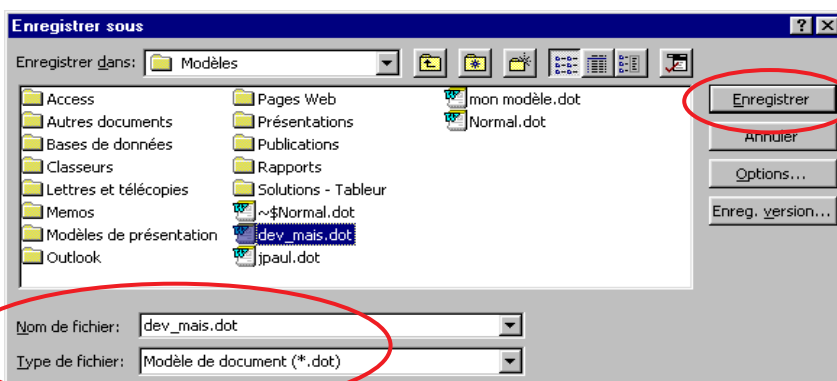 Enregistrer sous
Enregistrer dans: Modèles
Access
Autres documents
Bases de données
Classeurs
Lettres et télécopies
Memos
Modèles de présentation
Outlook
Pages Web
Présentations
Publications
Rapports
Solutions - Tableur
~$Normal.dot
dev_mais.dot
jpaul.dot
mon modèle.dot
Normal.dot
Enregistrer
Annuler
Options...
Enreg. version...
Nom de fichier: dev_mais.dot
Type de fichier: Modèle de document (*.dot)